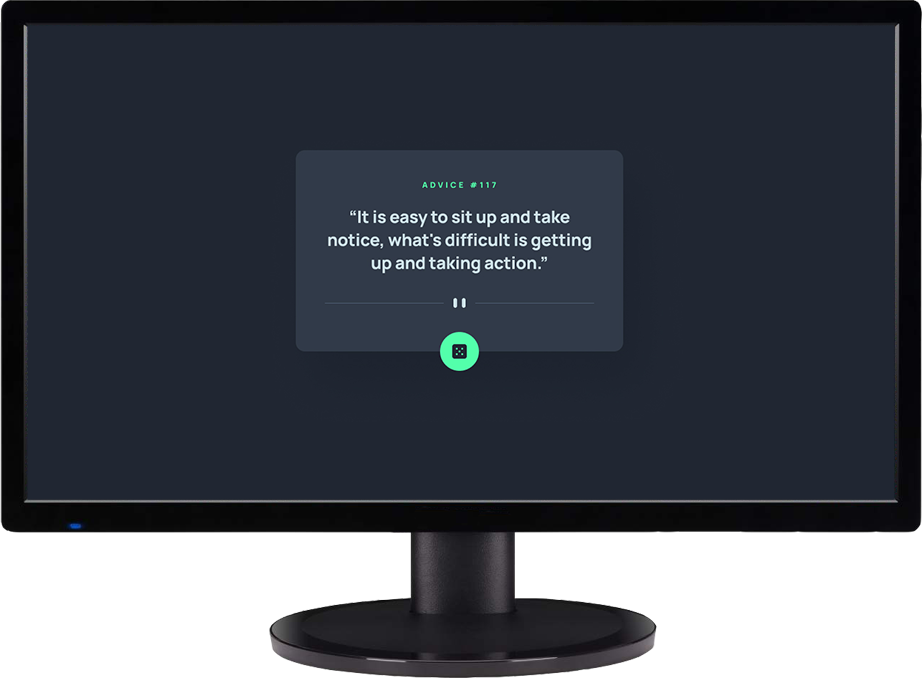 ADVICE #117
“It is easy to sit up and take
notice, what's difficult is getting
up and taking action.”